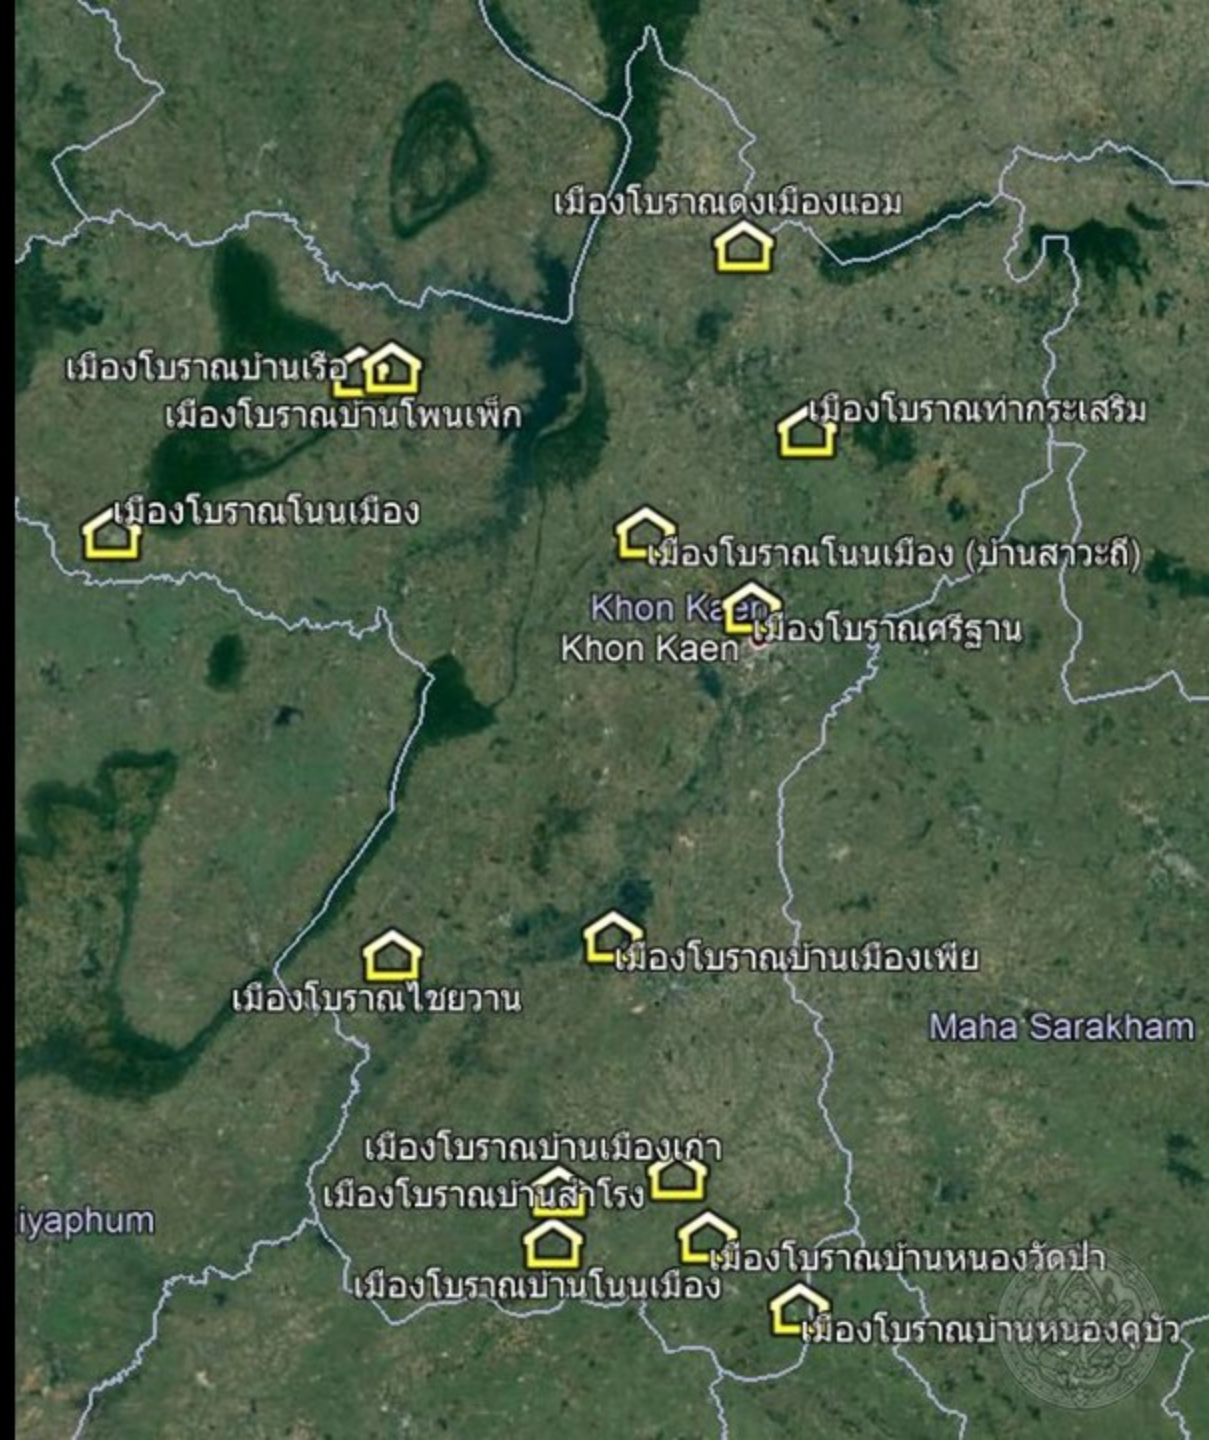 เมืองโบราณดงเมืองแอม
เมืองโบราณบ้านเรือ
เมืองโบราณบ้านโพนเพ็ก
เมืองโบราณท่ากระเสริม
เมืองโบราณโนนเมือง
เมืองโบราณโนนเมือง (บ้านสาวะถี)
Khon Kaen
เมืองโบราณศรีฐาน
Khon Kaen
เมืองโบราณบ้านเมืองเพีย
เมืองโบราณไชยวาน
Maha Sarakham
เมืองโบราณบ้านเมืองเก่า
เมืองโบราณบ้านสำโรง
iyaphum
เมืองโบราณบ้านหนองวัดป่า
เมืองโบราณบ้านโนนเมือง
เมืองโบราณบ้านหนองคูบัว